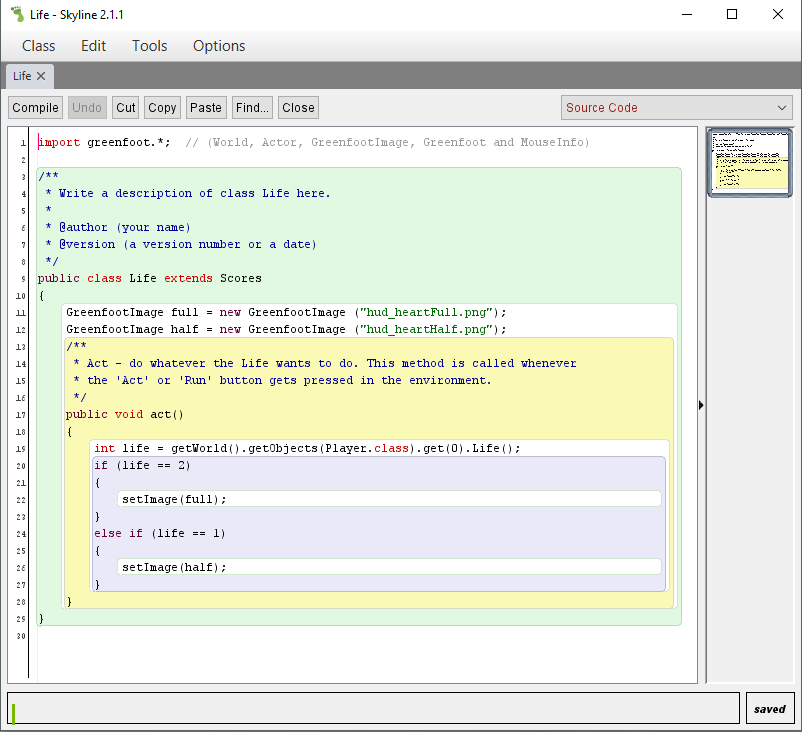 Life - Skyline 2.1.1
Class Edit Tools Options
Life
Compile Undo Cut Copy Paste Find... Close Source Code
1 import greenfoot.*;  // (World, Actor, GreenfootImage, Greenfoot and MouseInfo)
2
3 /**
4  * Write a description of class Life here.
5  *
6  * @author (your name)
7  * @version (a version number or a date)
8  */
9 public class Life extends Scores
10 {
11     GreenfootImage full = new GreenfootImage ("hud_heartFull.png");
12     GreenfootImage half = new GreenfootImage ("hud_heartHalf.png");
13     /**
14      * Act - do whatever the Life wants to do. This method is called whenever
15      * the 'Act' or 'Run' button gets pressed in the environment.
16      */
17     public void act()
18     {
19         int life = getWorld().getObjects(Player.class).get(0).Life();
20         if (life == 2)
21         {
22             setImage(full);
23         }
24         else if (life == 1)
25         {
26             setImage(half);
27         }
28     }
29 }
30
saved